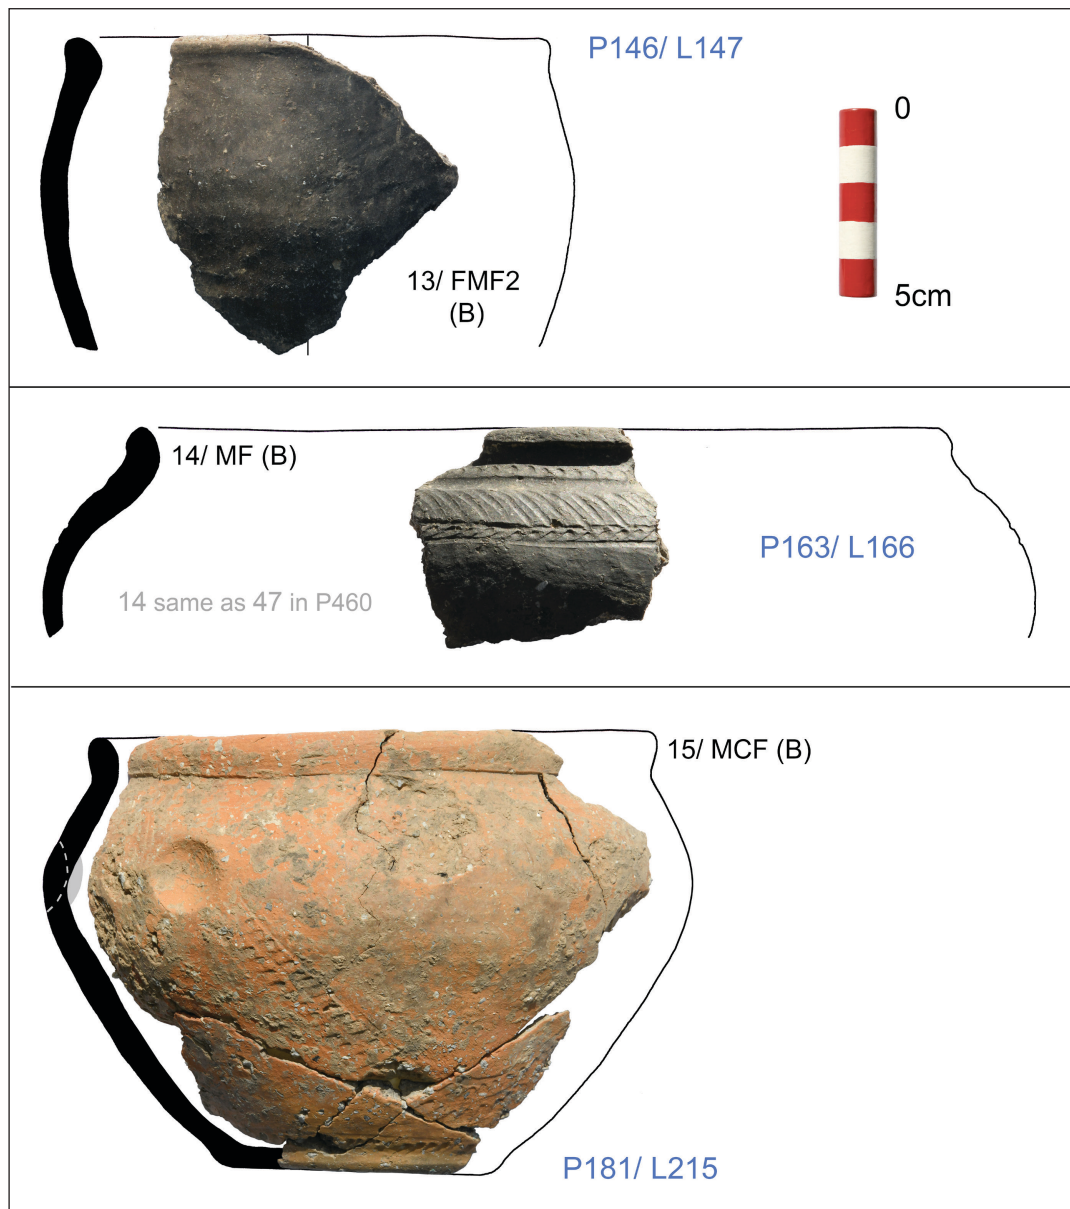 P146/ L147
0
5cm
13/ FMF2
(B)
14/ MF (B)
P163/ L166
14 same as 47 in P460
15/ MCF (B)
P181/ L215